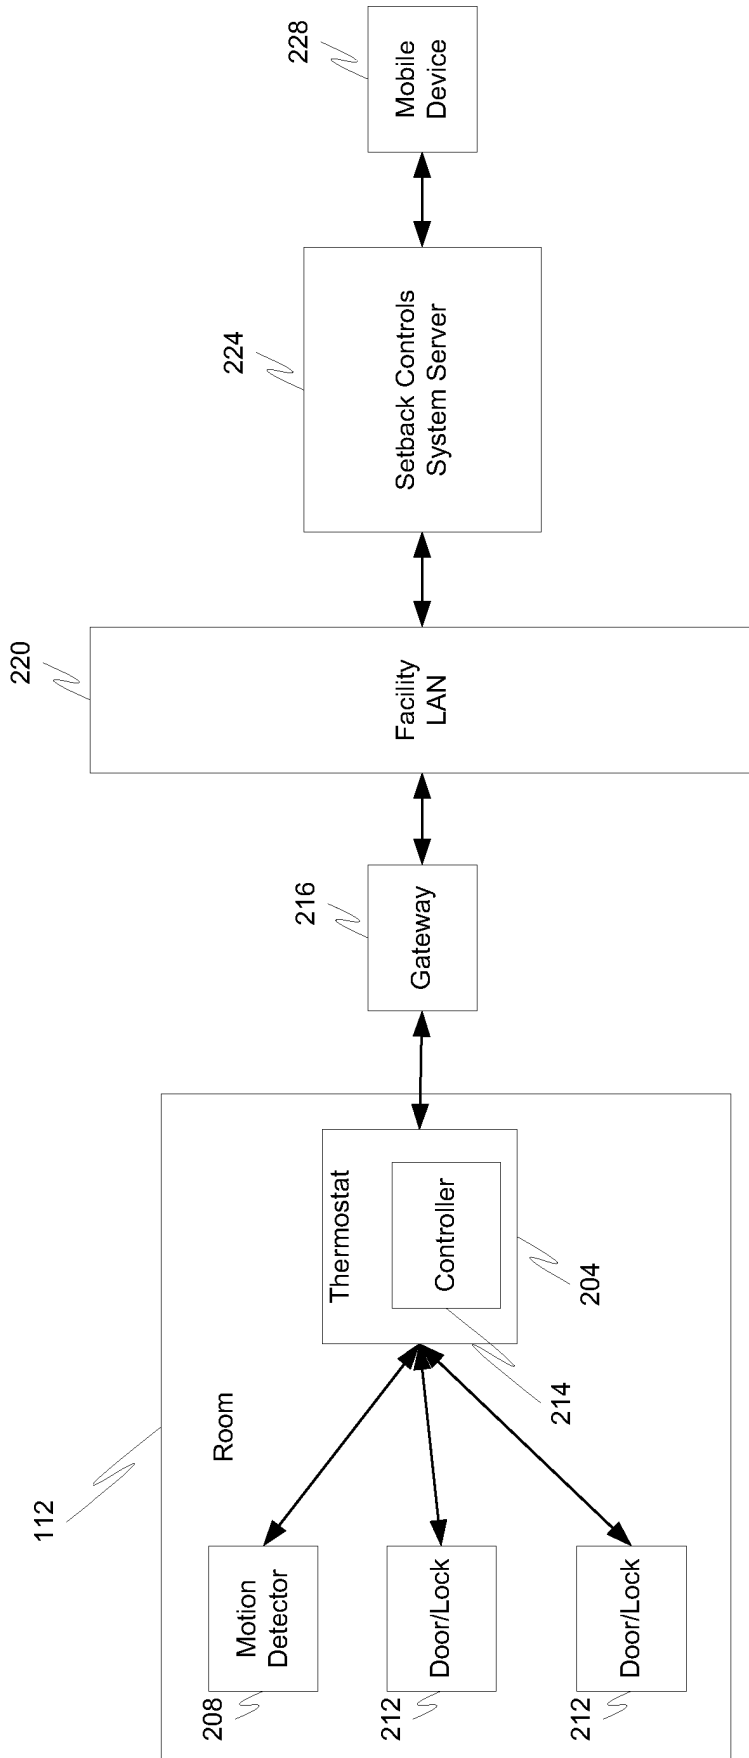 112
Room
208
Motion
Detector
212
Door/Lock
212
Door/Lock
Thermostat
Controller
214
204
216
Gateway
220
Facility
LAN
224
Setback Controls
System Server
228
Mobile
Device